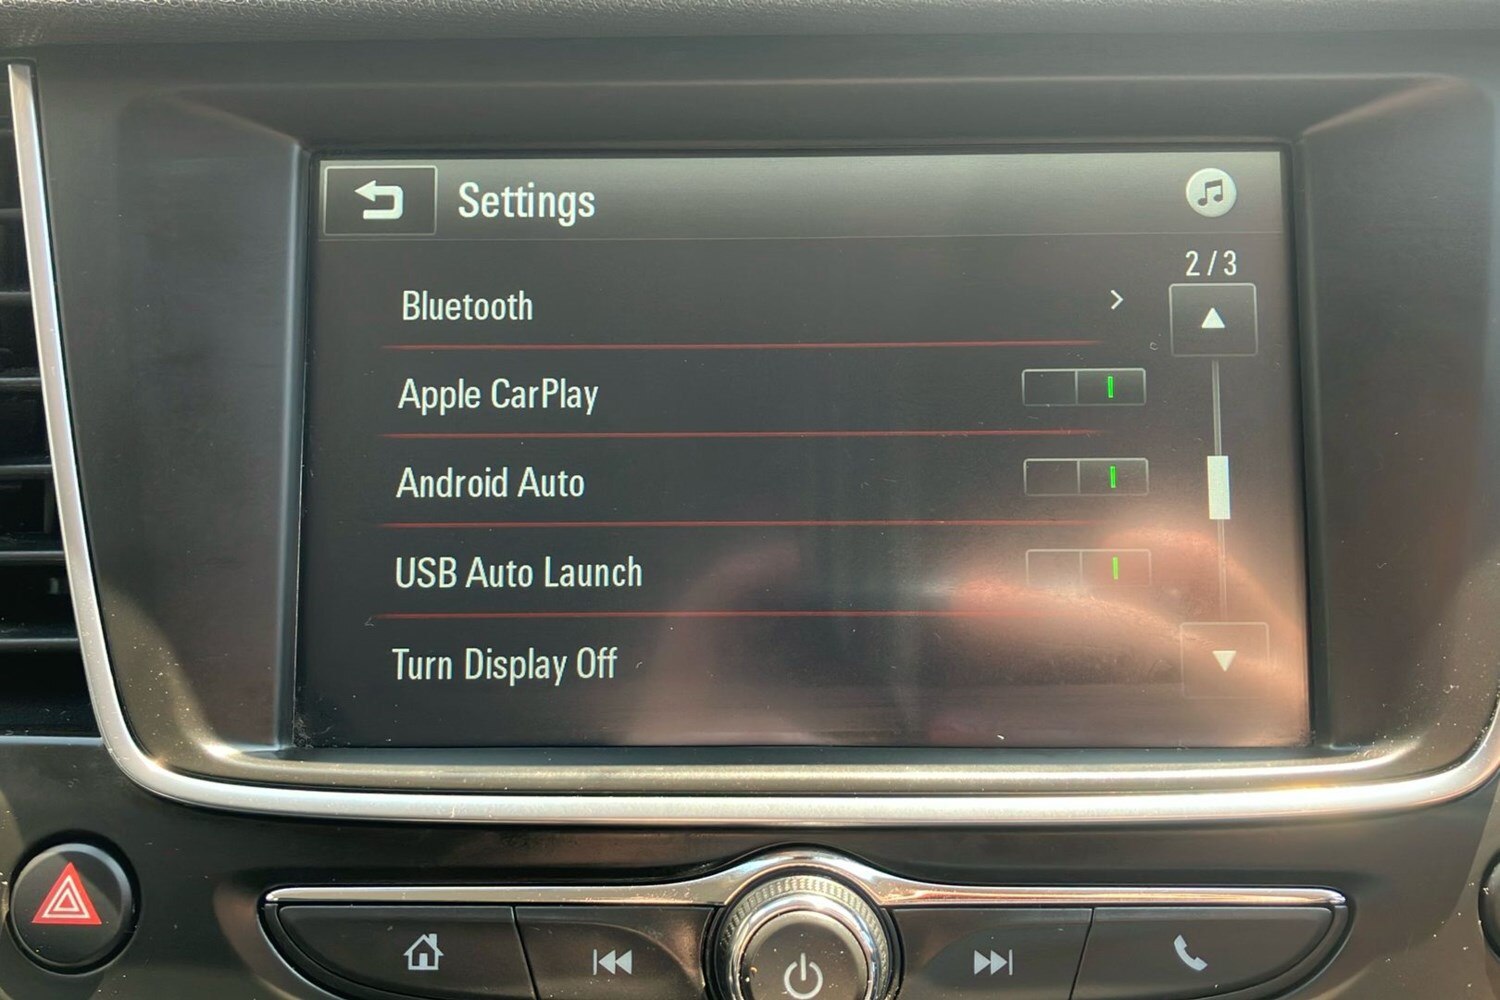 Settings
2 / 3
Bluetooth
Apple CarPlay
Android Auto
USB Auto Launch
Turn Display Off